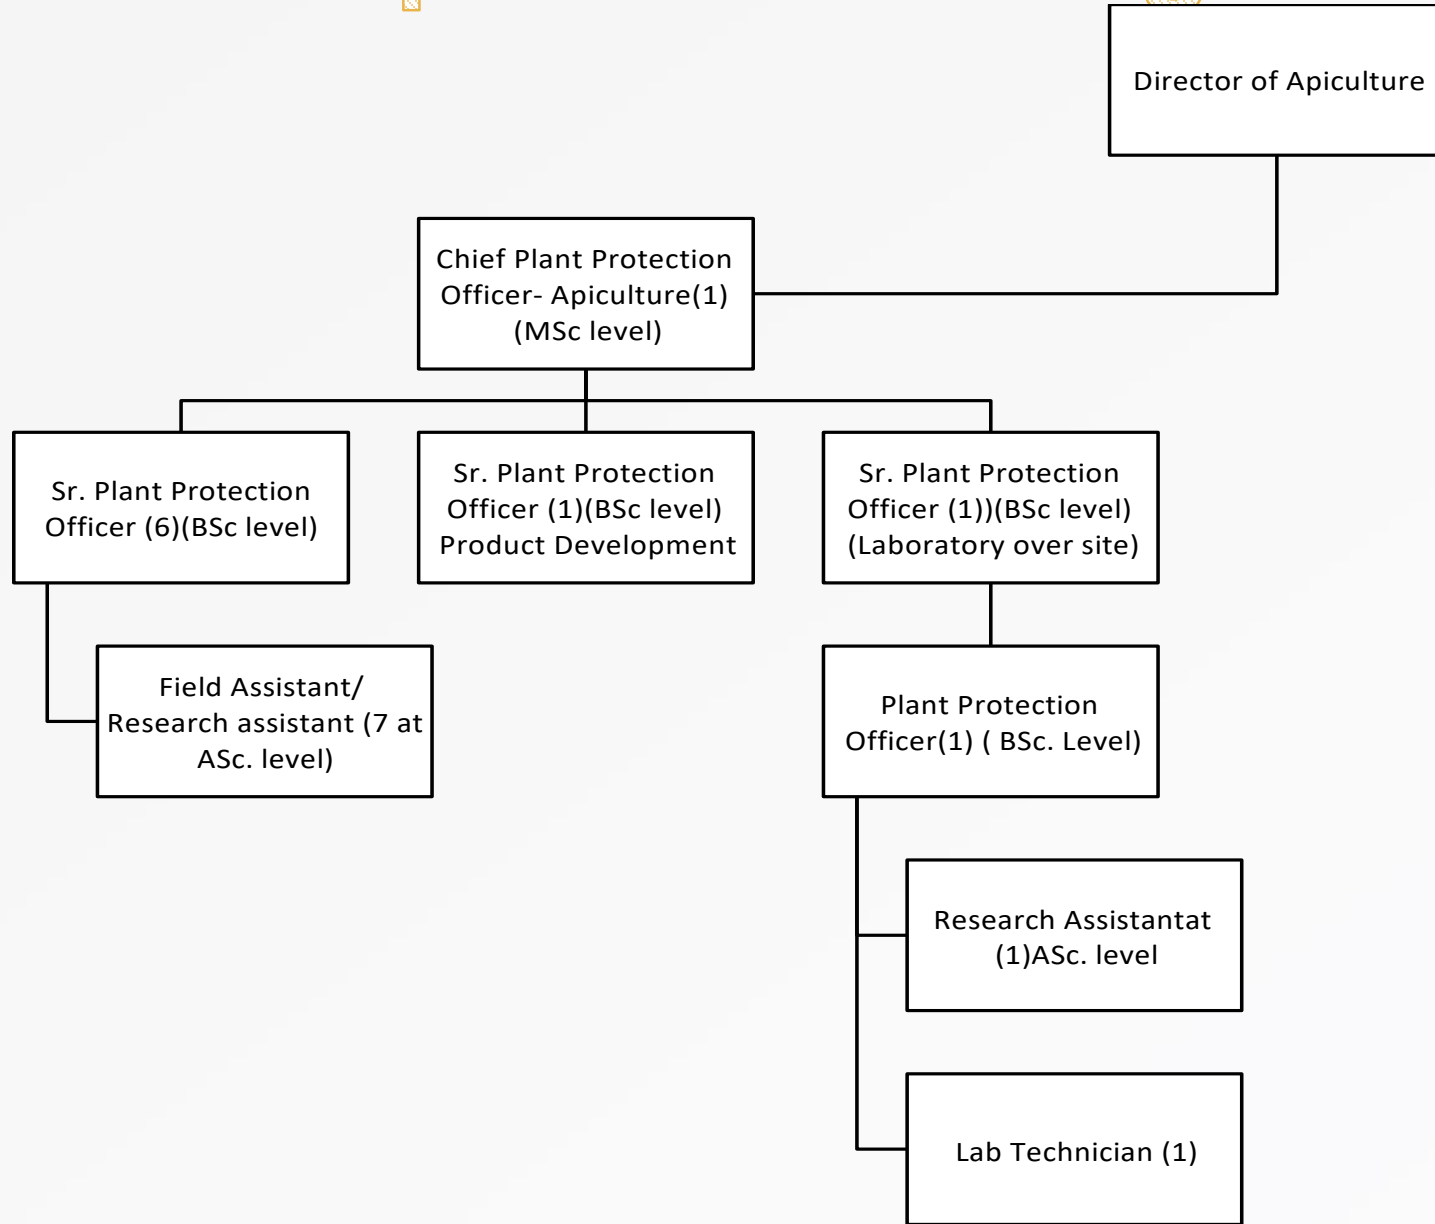 Director of Apiculture
Chief Plant Protection
Officer- Apiculture(1)
(MSc level)
Sr. Plant Protection
Officer (6)(BSc level)
Sr. Plant Protection
Officer (1)(BSc level)
Product Development
Sr. Plant Protection
Officer (1))(BSc level)
(Laboratory over site)
Field Assistant/
Research assistant (7 at
ASc. level)
Plant Protection
Officer(1) ( BSc. Level)
Research Assistantat
(1)ASc. level
Lab Technician (1)